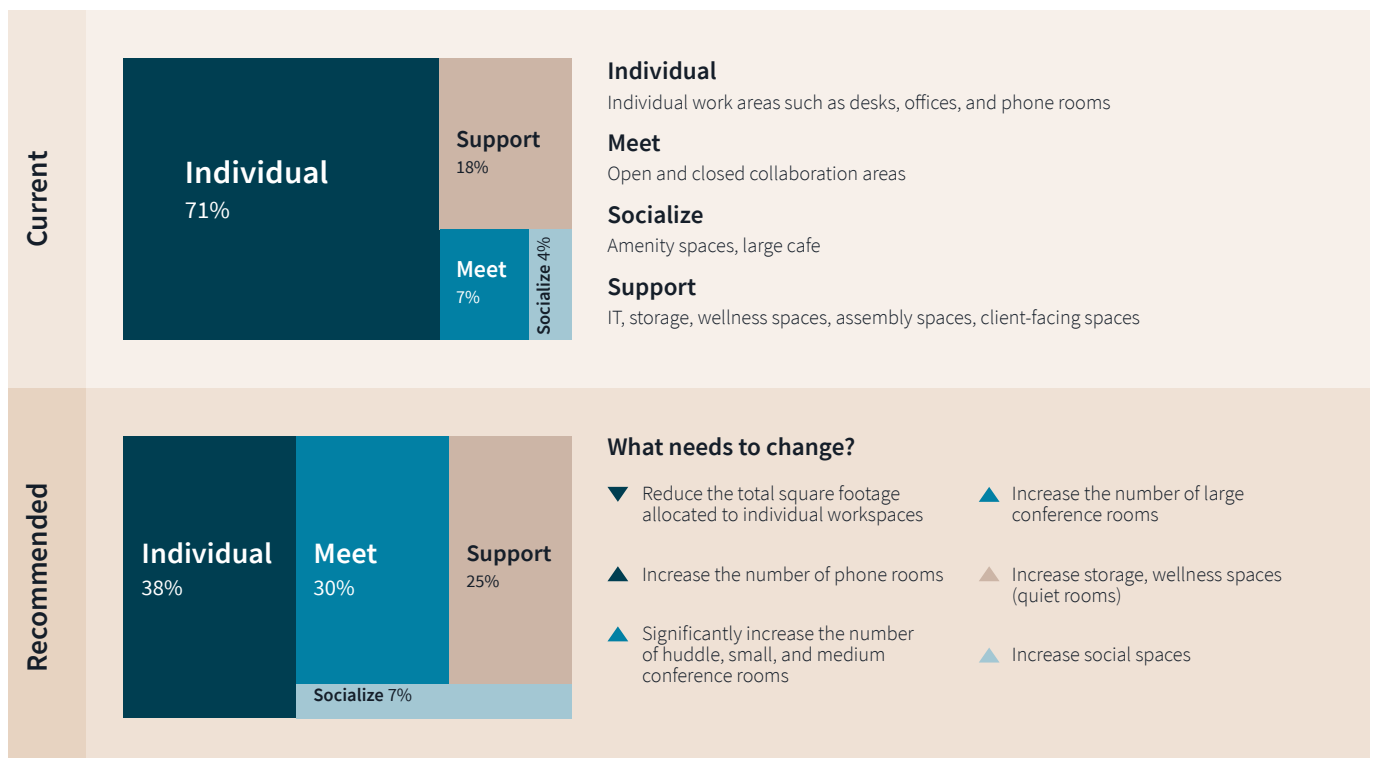 Current
Individual
71%
Support
18%
Meet
7%
Socialize 4%
Individual
Individual work areas such as desks, offices, and phone rooms
Meet
Open and closed collaboration areas
Socialize
Amenity spaces, large cafe
Support
IT, storage, wellness spaces, assembly spaces, client-facing spaces
Recommended
Individual
38%
Meet
30%
Support
25%
Socialize 7%
What needs to change?
Reduce the total square footage
allocated to individual workspaces
Increase the number of phone rooms
Significantly increase the number
of huddle, small, and medium
conference rooms
Increase the number of large
conference rooms
Increase storage, wellness spaces
(quiet rooms)
Increase social spaces